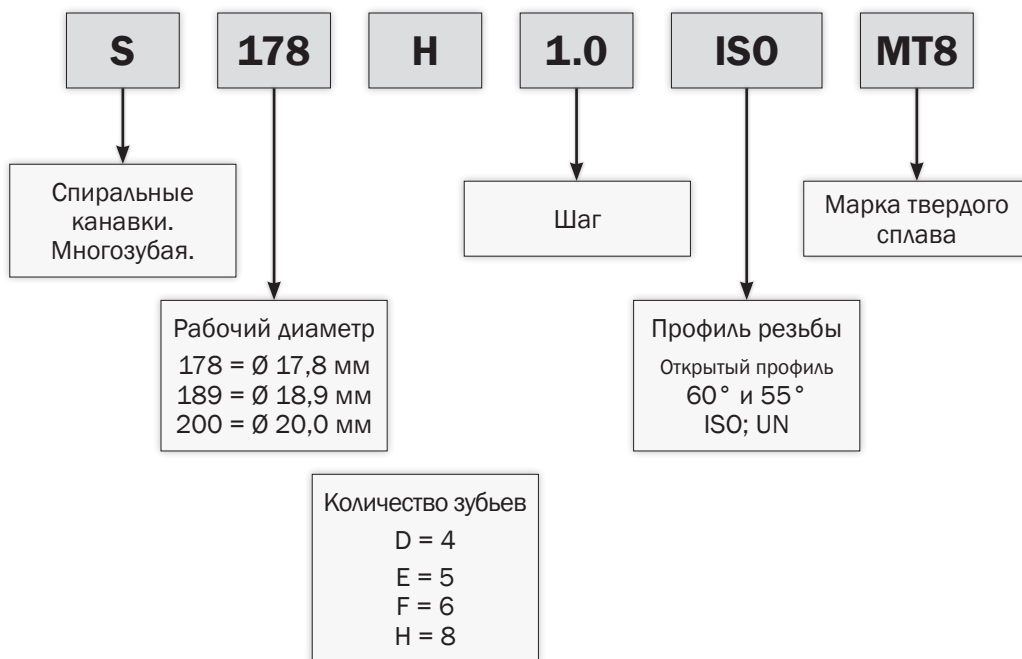 S 178 H 1.0 ISO MT8
Спиральные
канавки.
Многозубая.
Шаг
Марка твердого
сплава
Рабочий диаметр
178 = Ø 17,8 мм
189 = Ø 18,9 мм
200 = Ø 20,0 мм
Профиль резьбы
Открытый профиль
60° и 55°
ISO; UN
Количество зубьев
D = 4
E = 5
F = 6
H = 8